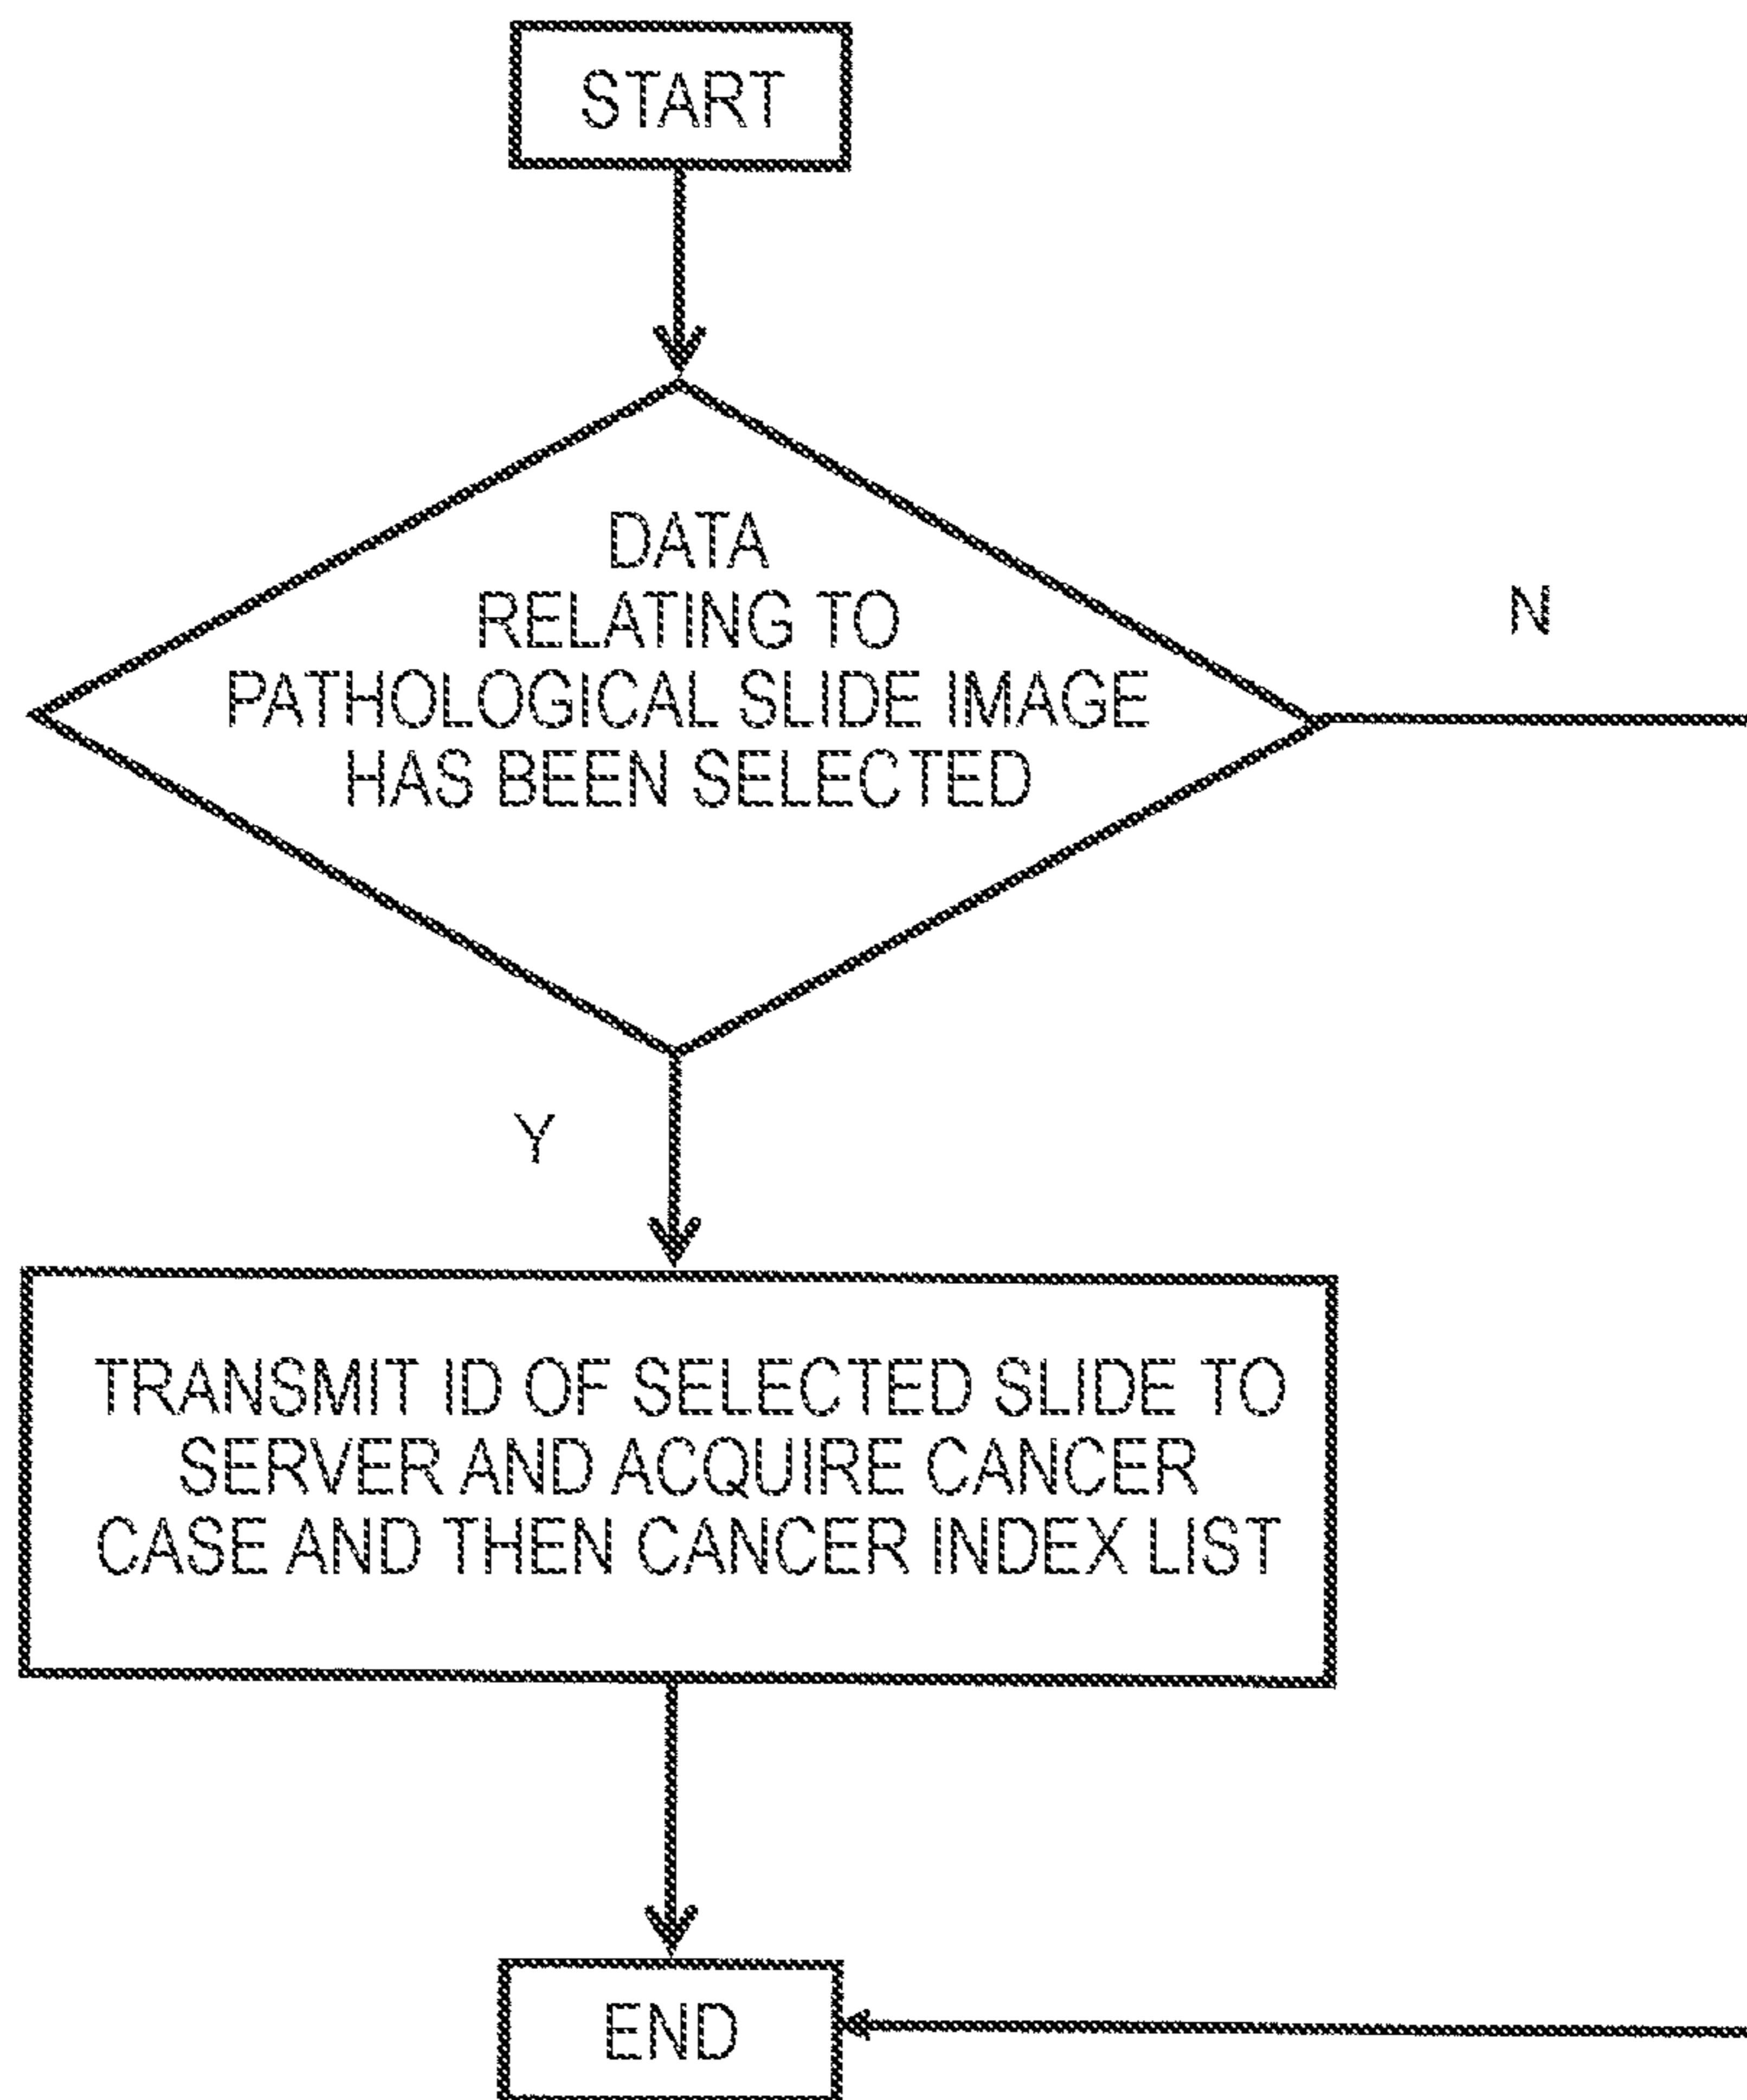 START
DATA
RELATING TO
PATHOLOGICAL SLIDE IMAGE
HAS BEEN SELECTED
N
Y
TRANSMIT ID OF SELECTED SLIDE TO
SERVER AND ACQUIRE CANCER
CASE AND THEN CANCER INDEX LIST
END